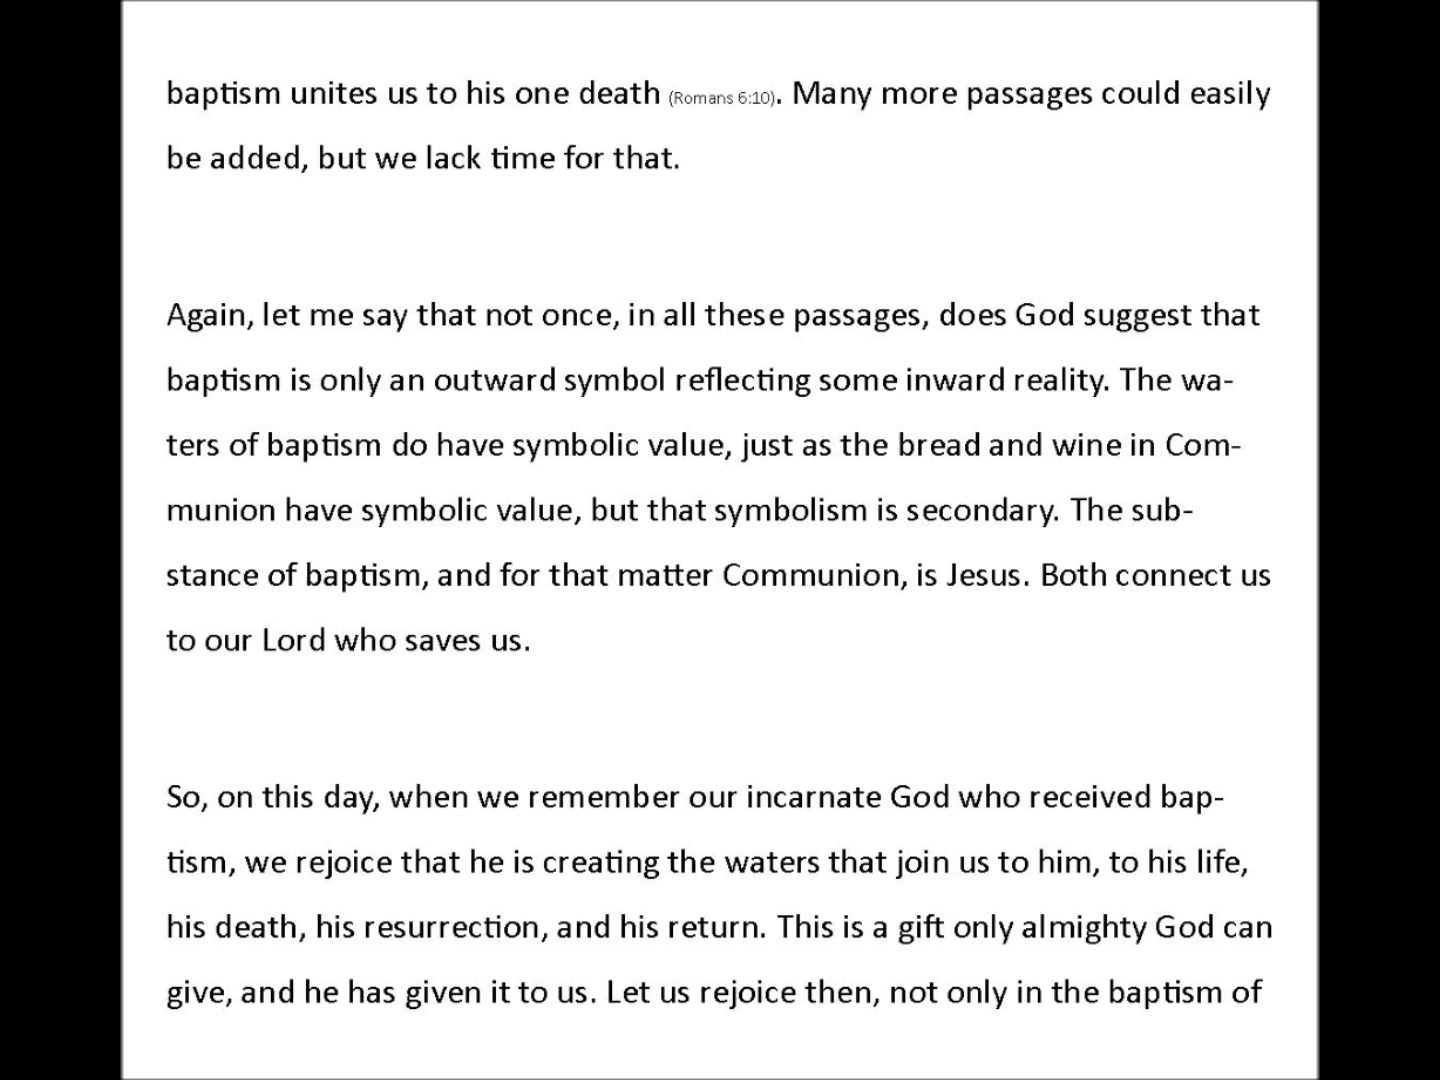 baptism unites us to his one death (Romans 6:10). Many more passages could easily
be added, but we lack time for that.
Again, let me say that not once, in all these passages, does God suggest that
baptism is only an outward symbol reflecting some inward reality. The wa-
ters of baptism do have symbolic value, just as the bread and wine in Com-
munion have symbolic value, but that symbolism is secondary. The sub-
stance of baptism, and for that matter Communion, is Jesus. Both connect us
to our Lord who saves us.
So, on this day, when we remember our incarnate God who received bap-
tism, we rejoice that he is creating the waters that join us to him, to his life,
his death, his resurrection, and his return. This is a gift only almighty God can
give, and he has given it to us. Let us rejoice then, not only in the baptism of